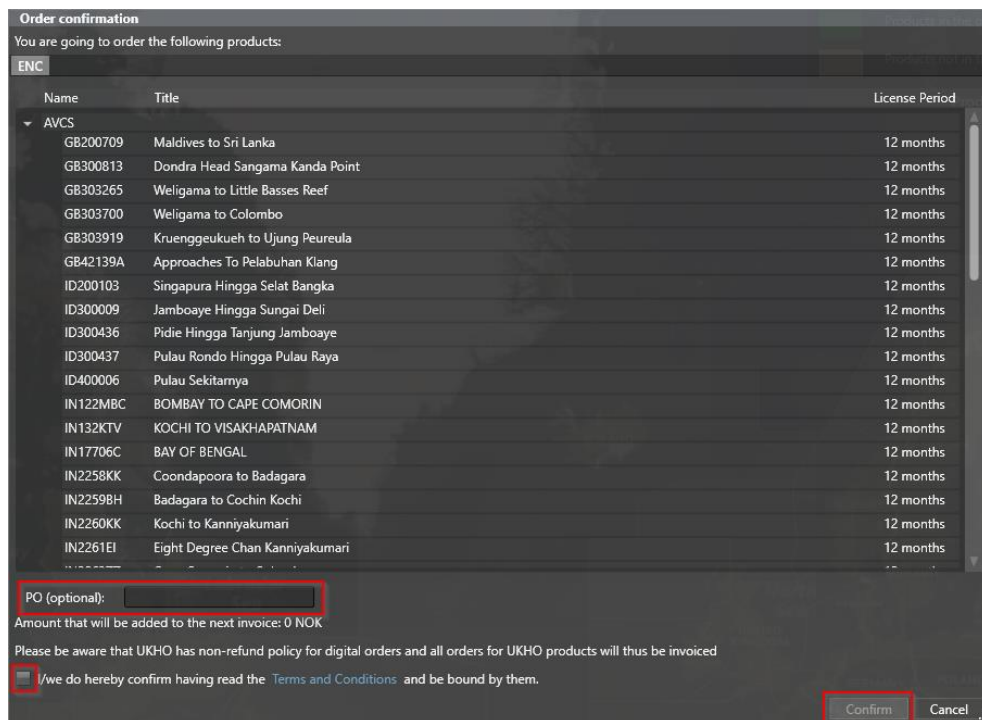 Order confirmation
You are going to order the following products:
ENC
Name Title License Period
AVCS
GB200709 Maldives to Sri Lanka 12 months
GB300813 Dondra Head Sangama Kanda Point 12 months
GB303265 Weligama to Little Basses Reef 12 months
GB303700 Weligama to Colombo 12 months
GB303919 Kruenggeukueh to Ujung Peureula 12 months
GB42139A Approaches To Pelabuhan Klang 12 months
ID200103 Singapura Hingga Selat Bangka 12 months
ID300009 Jamboaye Hingga Sungai Deli 12 months
ID300436 Pidie Hingga Tanjung Jamboaye 12 months
ID300437 Pulau Rondo Hingga Pulau Raya 12 months
ID400006 Pulau Sekitarnya 12 months
IN122MBC BOMBAY TO CAPE COMORIN 12 months
IN132KTV KOCHI TO VISAKHAPATNAM 12 months
IN17706C BAY OF BENGAL 12 months
IN2258KK Coondapoora to Badagara 12 months
IN2259BH Badagara to Cochin Kochi 12 months
IN2260KK Kochi to Kanniyakumari 12 months
IN2261EI Eight Degree Chan Kanniyakumari 12 months
PO (optional):
Amount that will be added to the next invoice: 0 NOK
Please be aware that UKHO has non-refund policy for digital orders and all orders for UKHO products will thus be invoiced
I/we do hereby confirm having read the Terms and Conditions and be bound by them.
Confirm Cancel